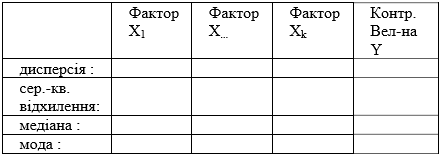 Фактор X1
Фактор X...
Фактор Xk
Контр. Вел-на Y
дисперсія :
сер.-кв.
відхилення:
медіана :
мода :